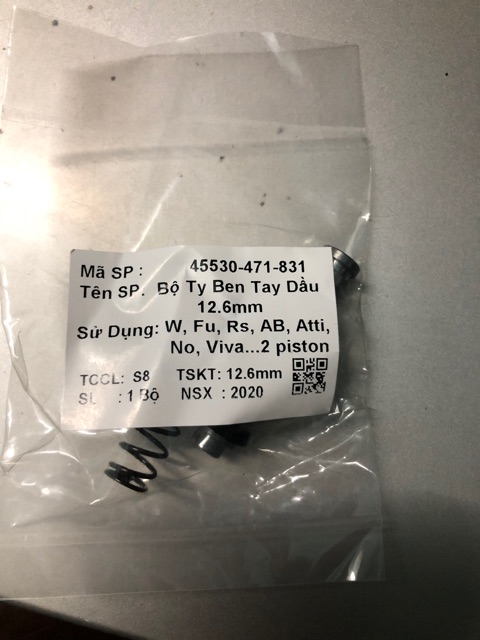 Mã SP : 45530-471-831
Tên SP. Bộ Ty Ben Tay Dầu
12.6mm
Sử Dụng: W, Fu, Rs, AB, Atti,
No, Viva...2 piston
TCCL: S8 TSKT: 12.6mm
SL : 1 Bộ NSX : 2020